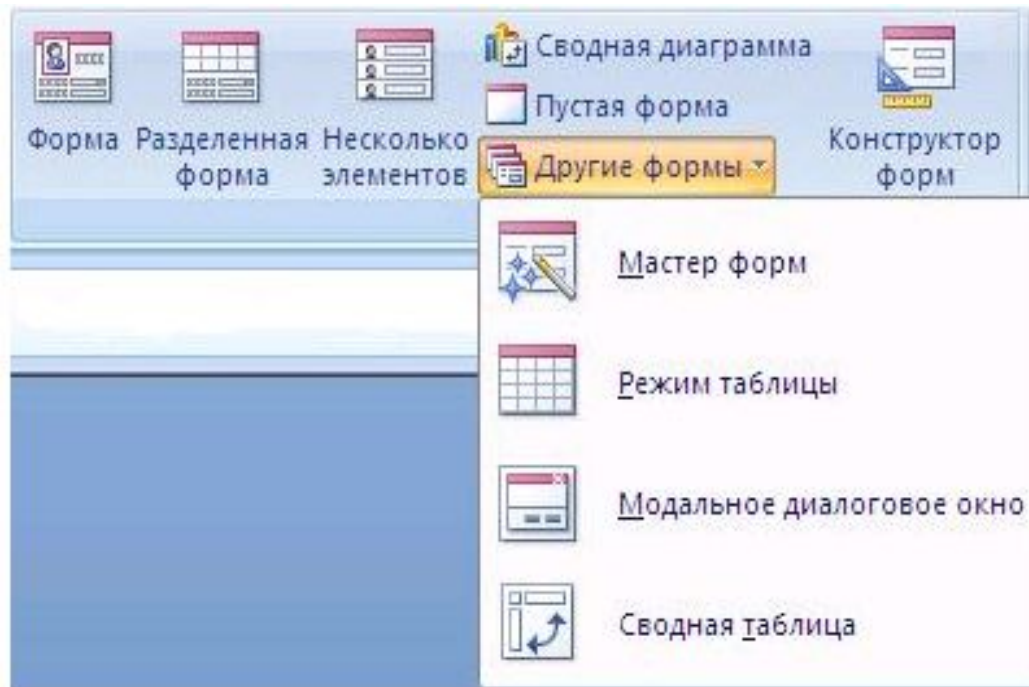 Форма
Разделенная
форма
Несколько
элементов
Сводная диаграмма
Пустая форма
Другие формы
Конструктор
форм
Мастер форм
Режим таблицы
Модальное диалоговое окно
Сводная таблица